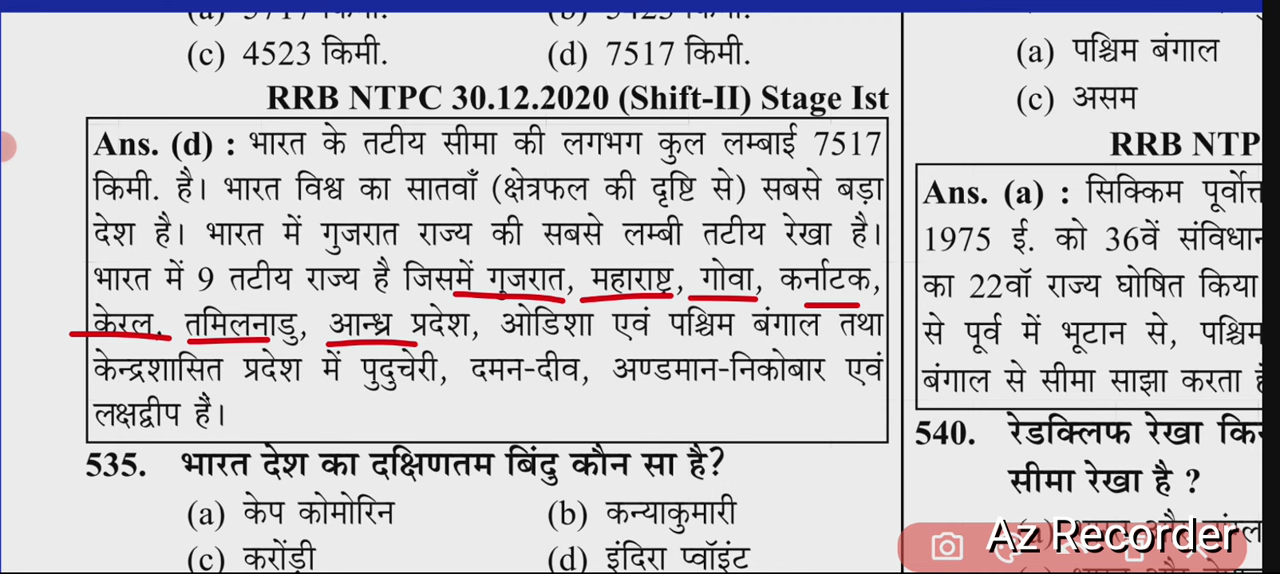 (c) 4523 किमी. (d) 7517 किमी.
RRB NTPC 30.12.2020 (Shift-II) Stage Ist
Ans. (d) : भारत के तटीय सीमा की लगभग कुल लम्बाई 7517
किमी. है। भारत विश्व का सातवाँ (क्षेत्रफल की दृष्टि से) सबसे बड़ा
देश है। भारत में गुजरात राज्य की सबसे लम्बी तटीय रेखा है।
भारत में 9 तटीय राज्य है जिसमें गुजरात, महाराष्ट्र, गोवा, कर्नाटक,
केरल, तमिलनाडु, आन्ध्र प्रदेश, ओडिशा एवं पश्चिम बंगाल तथा
केन्द्रशासित प्रदेश में पुदुचेरी, दमन-दीव, अण्डमान-निकोबार एवं
लक्षद्वीप हैं।
535. भारत देश का दक्षिणतम बिंदु कौन सा है?
(a) केप कोमोरिन (b) कन्याकुमारी
(c) करोंड़ी (d) इंदिरा प्वॉइंट
(a) पश्चिम बंगाल
(c) असम
RRB NTP
Ans. (a) : सिक्किम
1975 ई. को 36वें
का 22वॉ राज्य घोषित किया
से पूर्व में भूटान से, पश्चिम
बंगाल से सीमा साझा करता
540. रेडक्लिफ रेखा
सीमा रेखा है ?
Az Recorder